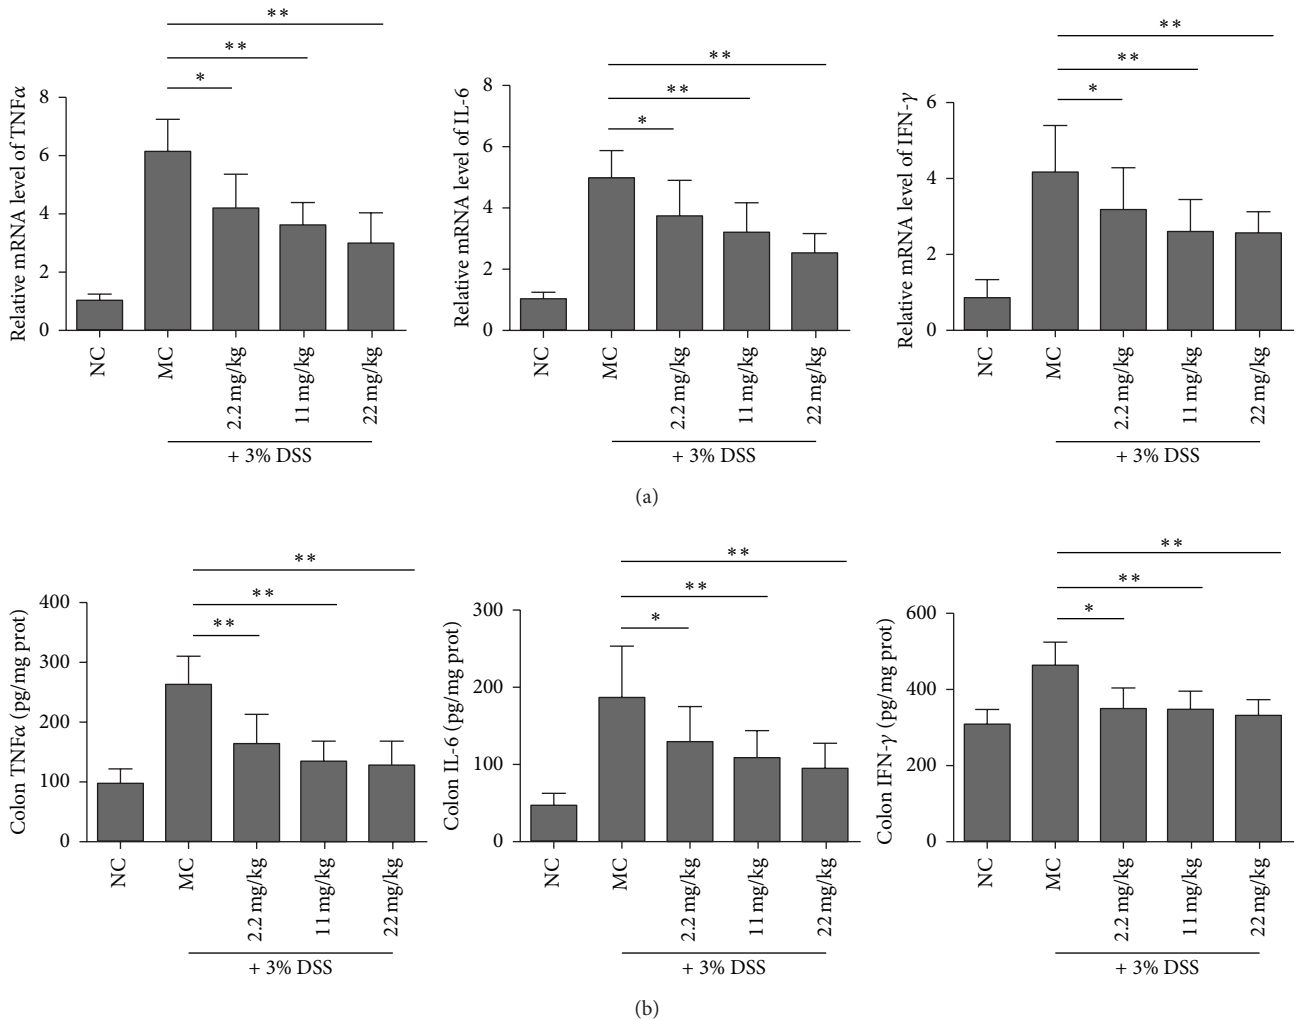 **
**
*
Relative mRNA level of TNFα
8
6
4
2
0
NC
MC
2.2 mg/kg
11 mg/kg
22 mg/kg
+ 3% DSS
**
**
*
Relative mRNA level of IL-6
8
6
4
2
0
NC
MC
2.2 mg/kg
11 mg/kg
22 mg/kg
+ 3% DSS
**
**
*
Relative mRNA level of IFN-γ
6
4
2
0
NC
MC
2.2 mg/kg
11 mg/kg
22 mg/kg
+ 3% DSS
(a)
**
**
**
Colon TNFα (pg/mg prot)
400
300
200
100
0
NC
MC
2.2 mg/kg
11 mg/kg
22 mg/kg
+ 3% DSS
**
**
*
Colon IL-6 (pg/mg prot)
300
200
100
0
NC
MC
2.2 mg/kg
11 mg/kg
22 mg/kg
+ 3% DSS
**
**
*
Colon IFN-γ (pg/mg prot)
600
400
200
0
NC
MC
2.2 mg/kg
11 mg/kg
22 mg/kg
+ 3% DSS
(b)